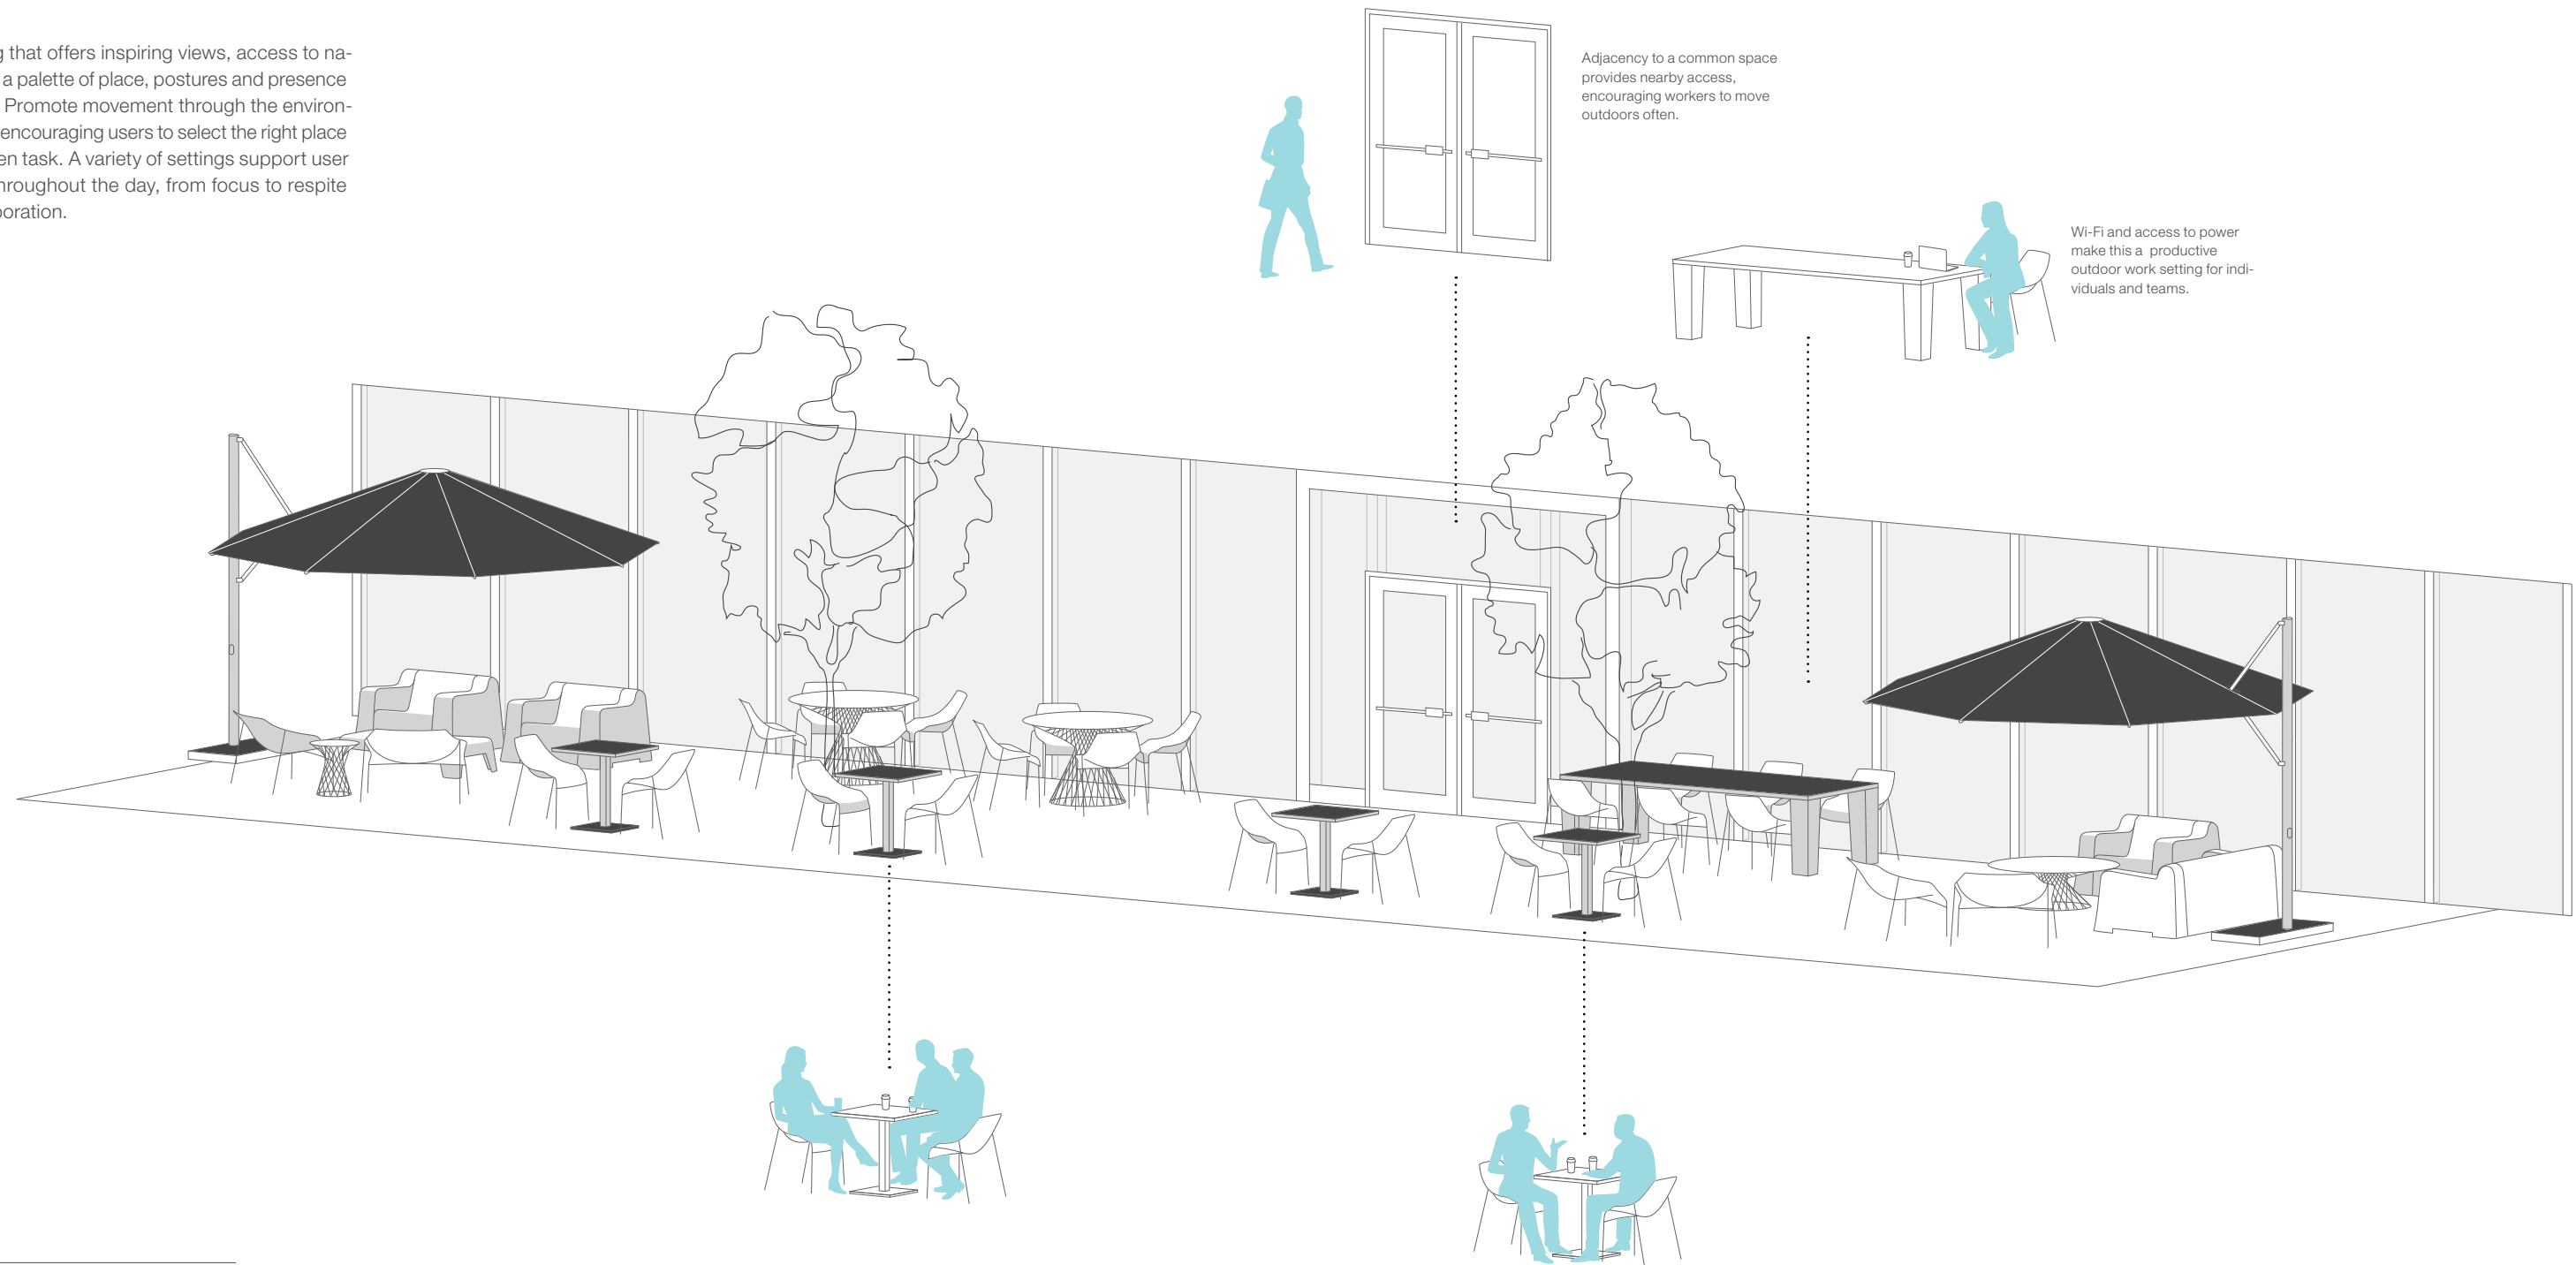 g that offers inspiring views, access to na-
a palette of place, postures and presence
Promote movement through the environ-
encouraging users to select the right place
en task. A variety of settings support user
hroughout the day, from focus to respite
oration.
Adjacency to a common space
provides nearby access,
encouraging workers to move
outdoors often.
Wi-Fi and access to power
make this a productive
outdoor work setting for indi-
viduals and teams.